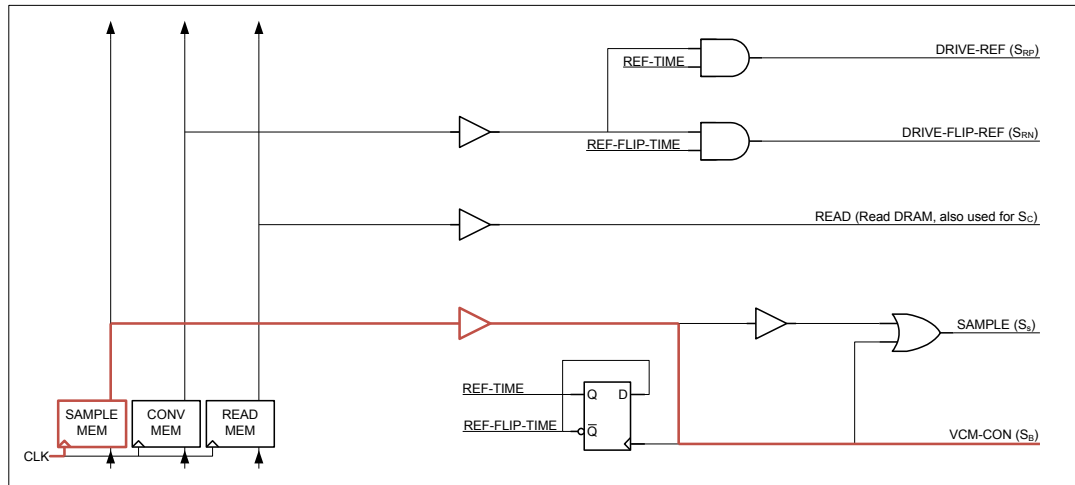 DRIVE-REF (SRP)
REF-TIME
DRIVE-FLIP-REF (SRN)
REF-FLIP-TIME
READ (Read DRAM, also used for SC)
SAMPLE (Ss)
REF-TIME
Q
D
REF-FLIP-TIME
Q̅
SAMPLE
MEM
CONV
MEM
READ
MEM
VCM-CON (SB)
CLK